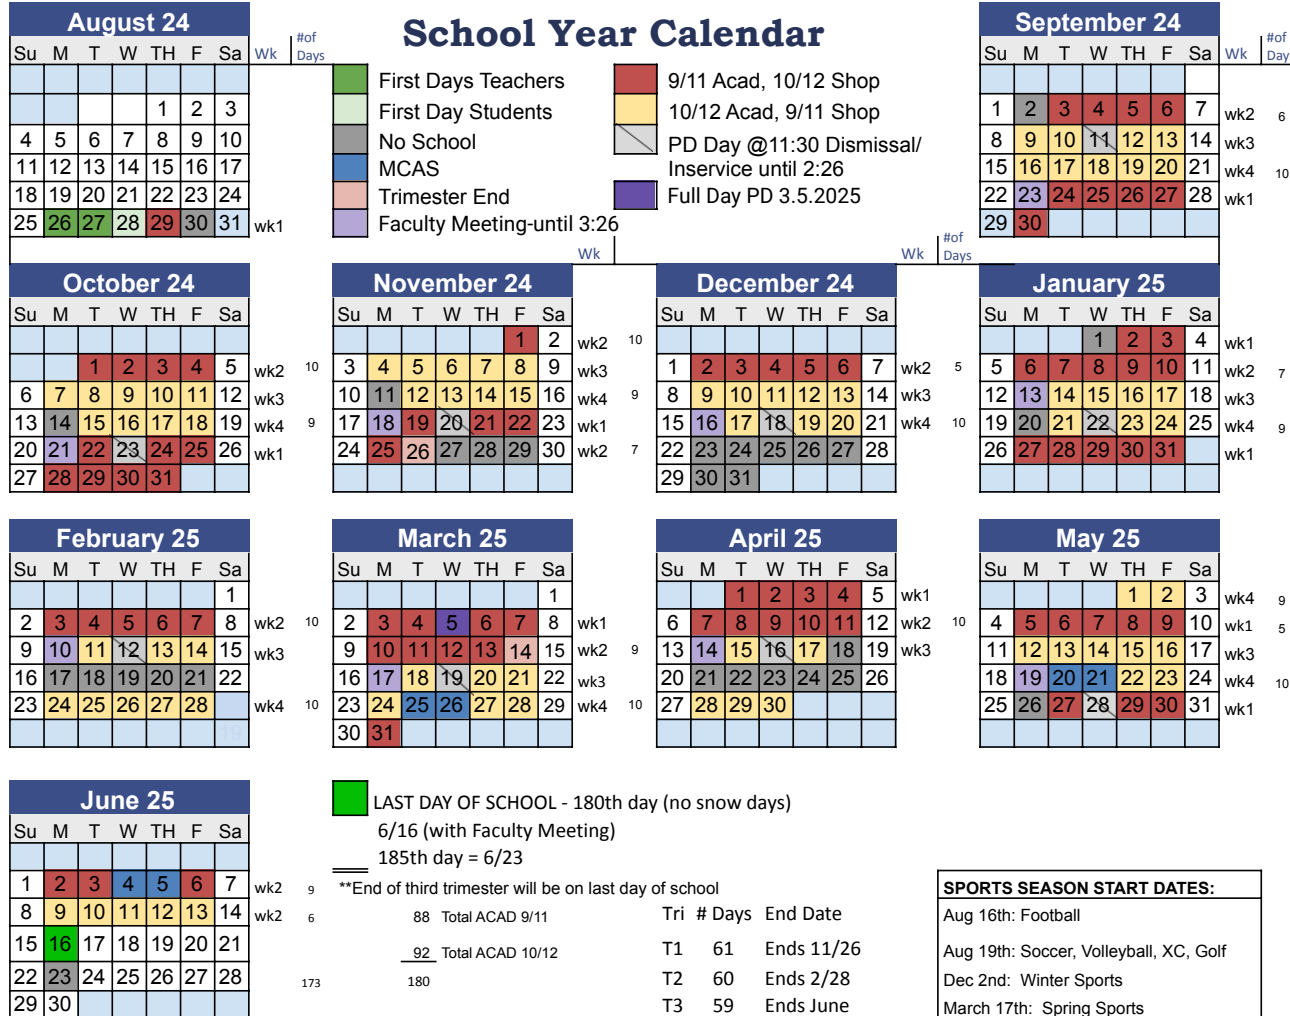 School Year Calendar
August 24
Su M T W TH F Sa Wk #of Days
1 2 3
4 5 6 7 8 9 10
11 12 13 14 15 16 17
18 19 20 21 22 23 24
25 26 27 28 29 30 31 wk1
First Days Teachers
First Day Students
No School
MCAS
Trimester End
Faculty Meeting-until 3:26
9/11 Acad, 10/12 Shop
10/12 Acad, 9/11 Shop
PD Day @11:30 Dismissal/
Inservice until 2:26
Full Day PD 3.5.2025
September 24
Su M T W TH F Sa Wk #of Day
1 2 3 4 5 6 7 wk2 6
8 9 10 11 12 13 14 wk3
15 16 17 18 19 20 21 wk4 10
22 23 24 25 26 27 28 wk1
29 30
Wk
Wk #of Days
October 24
Su M T W TH F Sa
1 2 3 4 5 wk2 10
6 7 8 9 10 11 12 wk3
13 14 15 16 17 18 19 wk4 9
20 21 22 23 24 25 26 wk1
27 28 29 30 31
November 24
Su M T W TH F Sa
1 2 wk2 10
3 4 5 6 7 8 9 wk3
10 11 12 13 14 15 16 wk4 9
17 18 19 20 21 22 23 wk1
24 25 26 27 28 29 30 wk2 7
December 24
Su M T W TH F Sa
1 2 3 4 5 6 7 wk2 5
8 9 10 11 12 13 14 wk3
15 16 17 18 19 20 21 wk4 10
22 23 24 25 26 27 28
29 30 31
January 25
Su M T W TH F Sa
1 2 3 4 wk1
5 6 7 8 9 10 11 wk2 7
12 13 14 15 16 17 18 wk3
19 20 21 22 23 24 25 wk4 9
26 27 28 29 30 31 wk1
February 25
Su M T W TH F Sa
1
2 3 4 5 6 7 8 wk2 10
9 10 11 12 13 14 15 wk3
16 17 18 19 20 21 22
23 24 25 26 27 28 wk4 10
19
March 25
Su M T W TH F Sa
1
2 3 4 5 6 7 8 wk1
9 10 11 12 13 14 15 wk2 9
16 17 18 19 20 21 22 wk3
23 24 25 26 27 28 29 wk4 10
30 31
April 25
Su M T W TH F Sa
1 2 3 4 5 wk1
6 7 8 9 10 11 12 wk2 10
13 14 15 16 17 18 19 wk3
20 21 22 23 24 25 26
27 28 29 30
May 25
Su M T W TH F Sa
1 2 3 wk4 9
4 5 6 7 8 9 10 wk1 5
11 12 13 14 15 16 17 wk3
18 19 20 21 22 23 24 wk4 10
25 26 27 28 29 30 31 wk1
June 25
Su M T W TH F Sa
1 2 3 4 5 6 7 wk2 9
8 9 10 11 12 13 14 wk2 6
15 16 17 18 19 20 21
22 23 24 25 26 27 28 173
29 30
LAST DAY OF SCHOOL - 180th day (no snow days)
6/16 (with Faculty Meeting)
185th day = 6/23
**End of third trimester will be on last day of school
88 Total ACAD 9/11
92 Total ACAD 10/12
180
Tri # Days End Date
T1 61 Ends 11/26
T2 60 Ends 2/28
T3 59 Ends June
SPORTS SEASON START DATES:
Aug 16th: Football
Aug 19th: Soccer, Volleyball, XC, Golf
Dec 2nd: Winter Sports
March 17th: Spring Sports